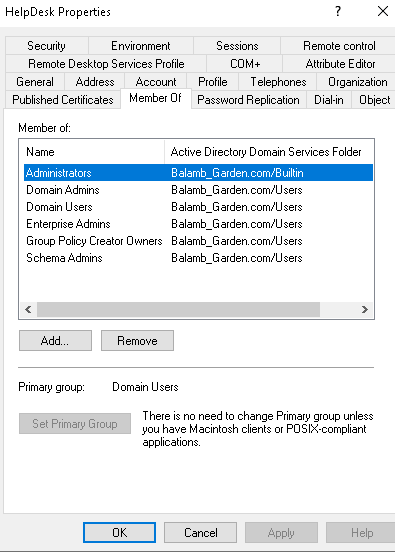 HelpDesk Properties
? ×
Security Environment Sessions Remote control
Remote Desktop Services Profile COM+ Attribute Editor
General Address Account Profile Telephones Organization
Published Certificates Member Of Password Replication Dial-in Object
Member of:
Name Active Directory Domain Services Folder
Administrators Balamb_Garden.com/Builtin
Domain Admins Balamb_Garden.com/Users
Domain Users Balamb_Garden.com/Users
Enterprise Admins Balamb_Garden.com/Users
Group Policy Creator Owners Balamb_Garden.com/Users
Schema Admins Balamb_Garden.com/Users
Add... Remove
Primary group: Domain Users
Set Primary Group
There is no need to change Primary group unless
you have Macintosh clients or POSIX-compliant
applications.
OK Cancel Apply Help